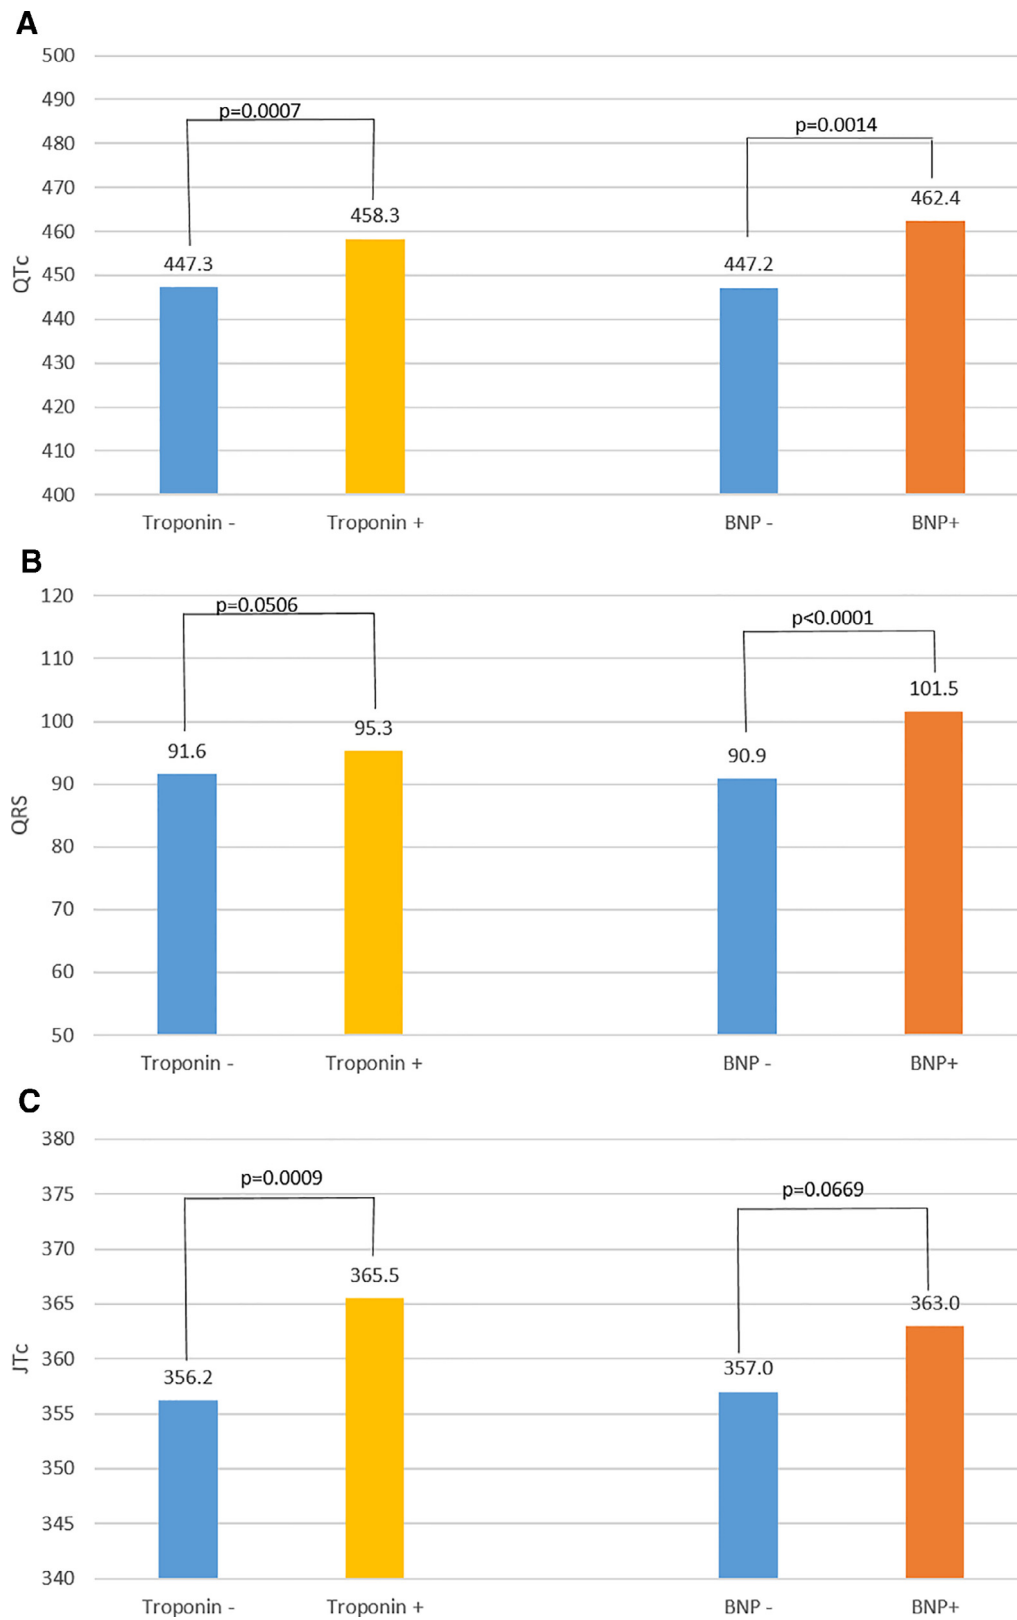 A
500
490
480
470
460
450
440
430
420
410
400
QTc
p=0.0007
p=0.0014
447.3
458.3
447.2
462.4
Troponin -
Troponin +
BNP -
BNP+
B
120
110
100
90
80
70
60
50
QRS
p=0.0506
p<0.0001
91.6
95.3
90.9
101.5
Troponin -
Troponin +
BNP -
BNP+
C
380
375
370
365
360
355
350
345
340
JTc
p=0.0009
p=0.0669
356.2
365.5
357.0
363.0
Troponin -
Troponin +
BNP -
BNP+